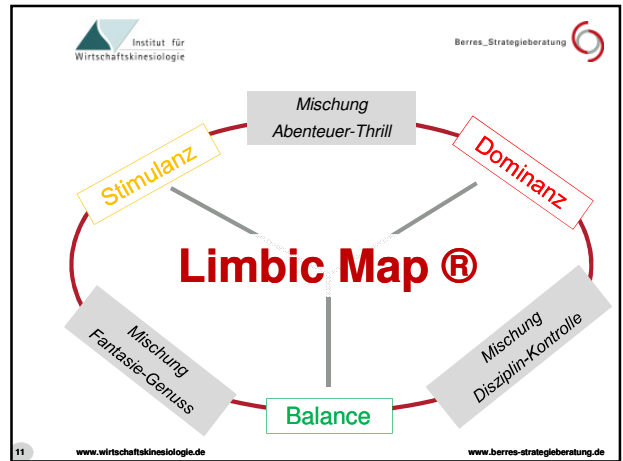 Institut für
Wirtschaftskinesiologie
Berres_Strategieberatung
Mischung
Abenteuer-Thrill
Stimulanz
Dominanz
Limbic Map ®
Mischung
Fantasie-Genuss
Mischung
Disziplin-Kontrolle
Balance
11
www.wirtschaftskinesiologie.de
www.berres-strategieberatung.de